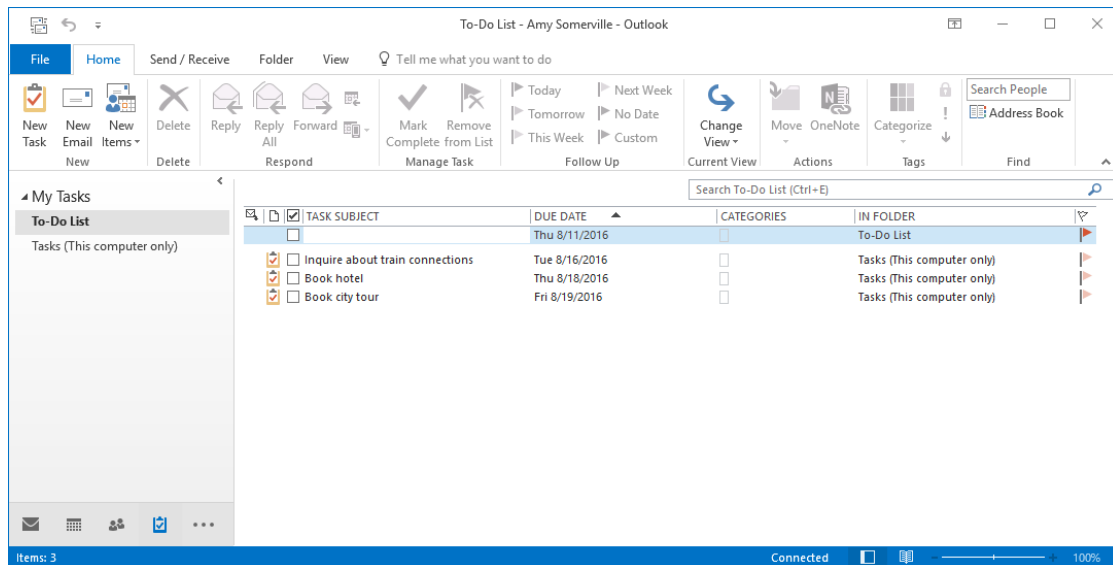 To-Do List - Amy Somerville - Outlook
File Home Send / Receive Folder View Tell me what you want to do
New Task
New Email
New Items
Delete
Reply
Reply All
Forward
Mark Complete
Remove from List
Today
Tomorrow
This Week
Next Week
No Date
Custom
Change View
Move
OneNote
Categorize
Search People
Address Book
New Delete Respond Manage Task Follow Up Current View Actions Tags Find
My Tasks
To-Do List
Tasks (This computer only)
Search To-Do List (Ctrl+E)
TASK SUBJECT DUE DATE CATEGORIES IN FOLDER
Thu 8/11/2016 To-Do List
Inquire about train connections Tue 8/16/2016 Tasks (This computer only)
Book hotel Thu 8/18/2016 Tasks (This computer only)
Book city tour Fri 8/19/2016 Tasks (This computer only)
Items: 3 Connected 100%